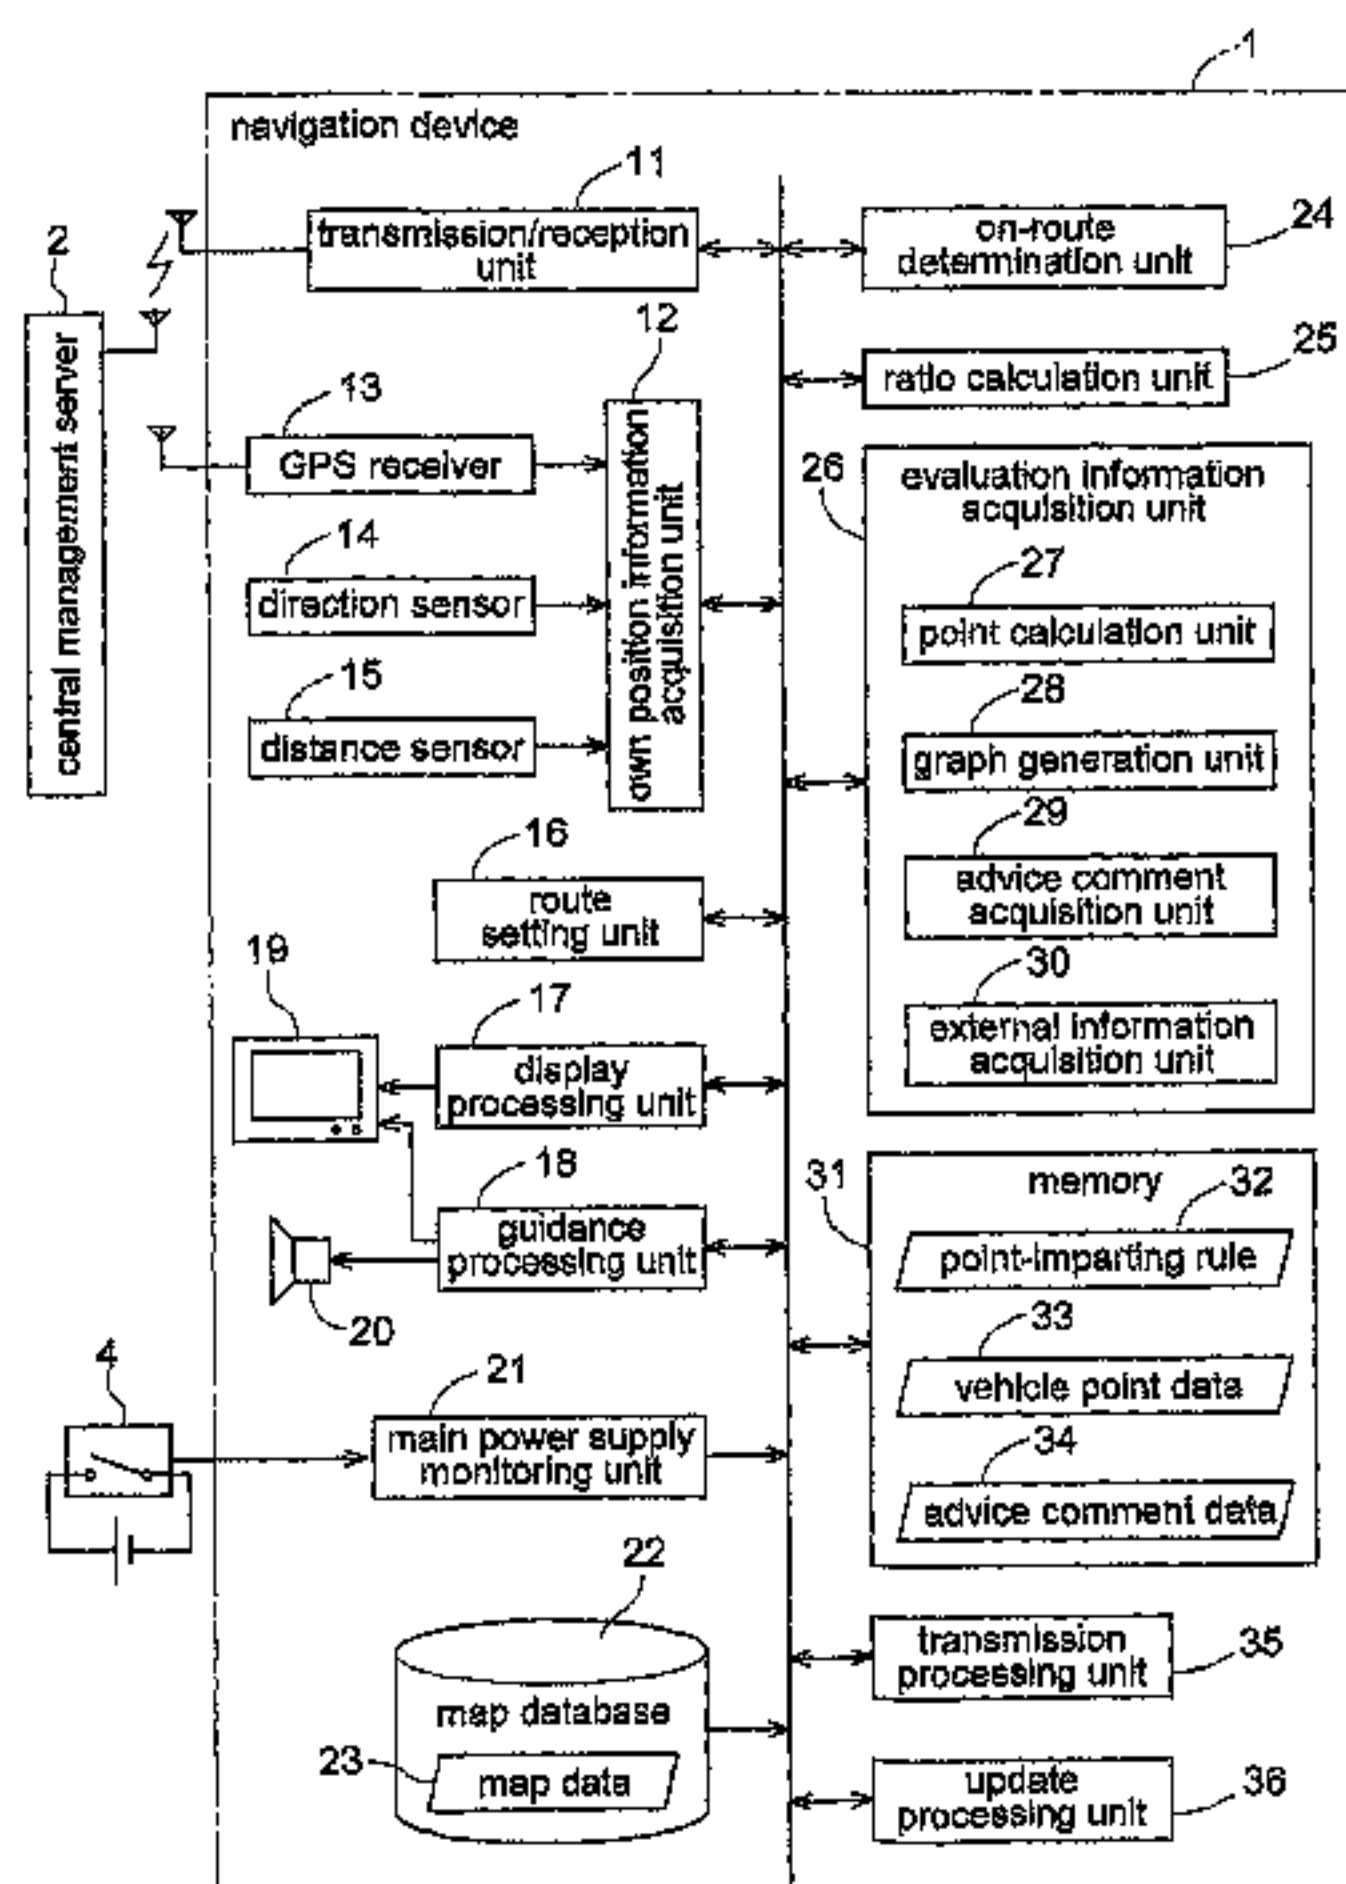 1
navigation device
11
transmission/reception
unit
2
central management server
12
own position information
acquisition unit
13
GPS receiver
14
direction sensor
15
distance sensor
16
route
setting unit
17
display
processing unit
18
guidance
processing unit
19
20
4
21
main power supply
monitoring unit
22
map database
23
map data
24
on-route
determination unit
25
ratio calculation unit
26
evaluation information
acquisition unit
27
point calculation unit
28
graph generation unit
29
advice comment
acquisition unit
30
external information
acquisition unit
31
memory
32
point-imparting rule
33
vehicle point data
34
advice comment data
35
transmission
processing unit
36
update
processing unit